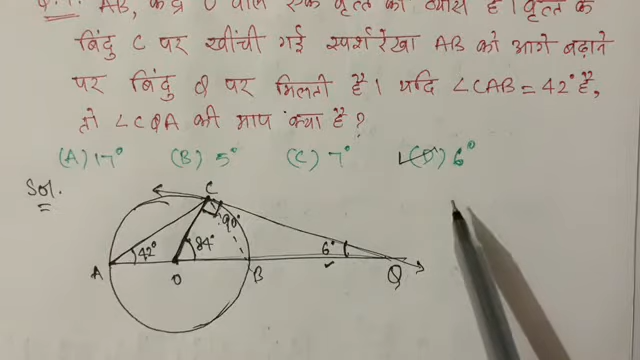 Q.1. AB, केंद्र O वाले एक वृत्त का व्यास है। वृत्त के
बिंदु C पर खींची गई स्पर्शरेखा AB को आगे बढ़ाने
पर बिंदु Q पर मिलती है। यदि ∠CAB = 42° है,
तो ∠CQA की माप क्या है?
(A) 17° (B) 5° (C) 7° (D) 6°
Sol.
C
90°
42° 84° 6°
A O B Q